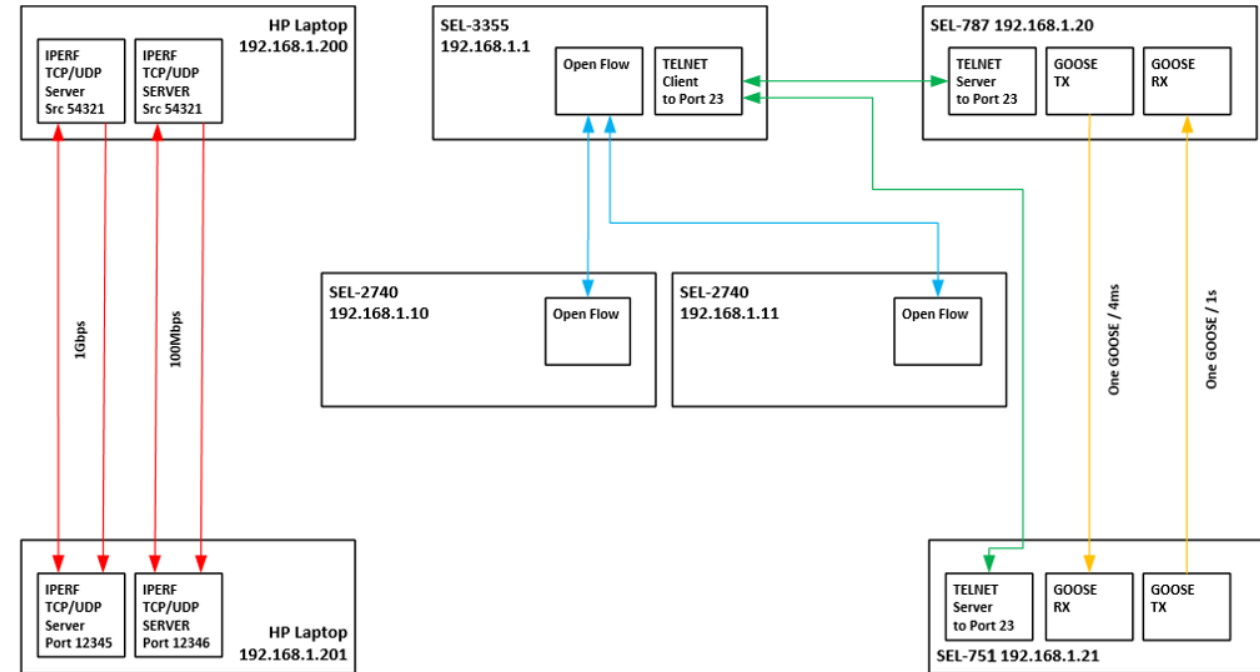 HP Laptop
192.168.1.200
IPERF
TCP/UDP
Server
Src 54321
IPERF
TCP/UDP
SERVER
Src 54321
SEL-3355
192.168.1.1
Open Flow
TELNET
Client
to Port 23
SEL-787 192.168.1.20
TELNET
Server
to Port 23
GOOSE
TX
GOOSE
RX
1Gbps
100Mbps
SEL-2740
192.168.1.10
Open Flow
SEL-2740
192.168.1.11
Open Flow
One GOOSE / 4ms
One GOOSE / 1s
IPERF
TCP/UDP
Server
Port 12345
IPERF
TCP/UDP
SERVER
Port 12346
HP Laptop
192.168.1.201
TELNET
Server
to Port 23
GOOSE
RX
GOOSE
TX
SEL-751 192.168.1.21